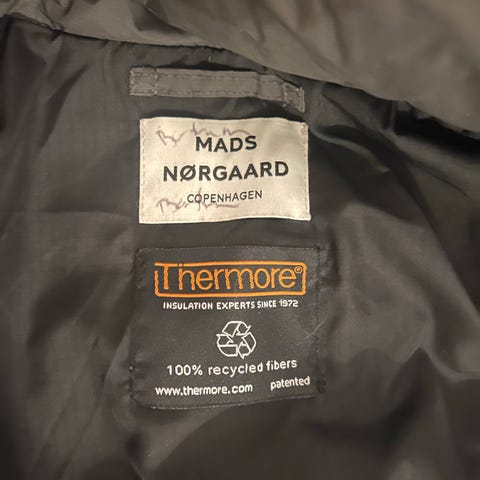 MADS
NØRGAARD
COPENHAGEN
Thermore®
INSULATION EXPERTS SINCE 1972
100% recycled fibers
www.thermore.com patented